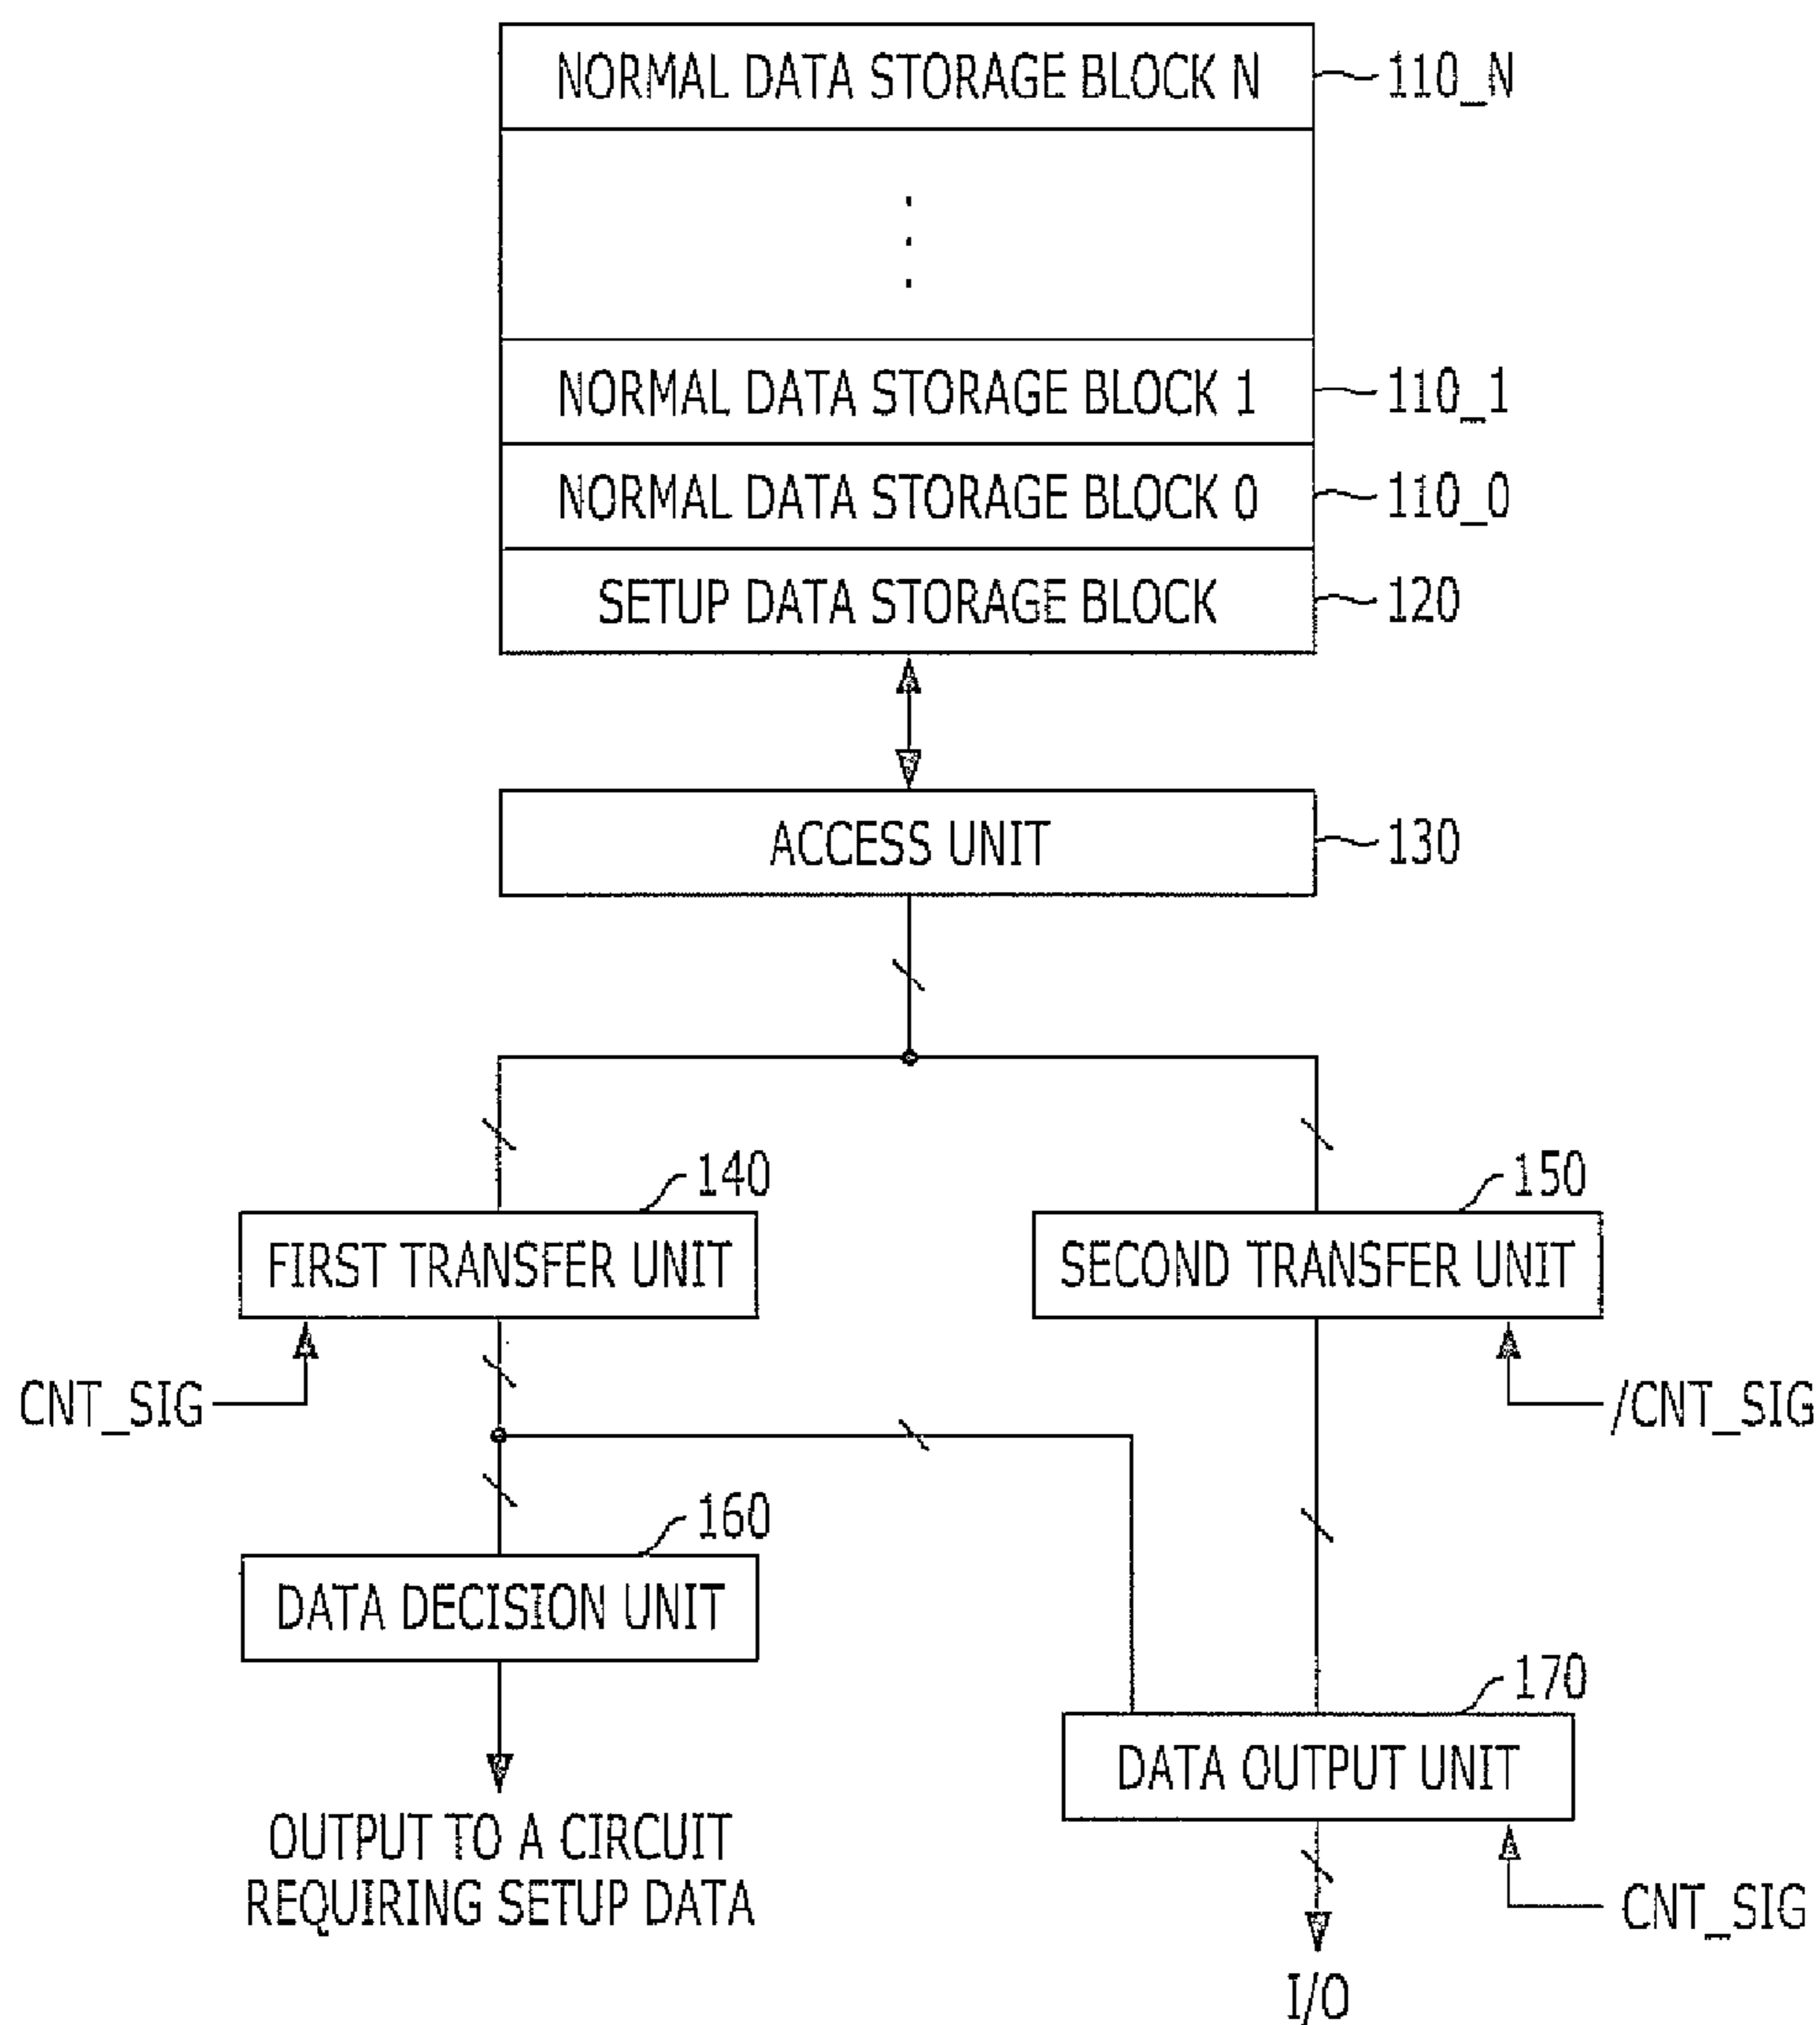 NORMAL DATA STORAGE BLOCK N 110_N
NORMAL DATA STORAGE BLOCK 1 110_1
NORMAL DATA STORAGE BLOCK 0 110_0
SETUP DATA STORAGE BLOCK 120
ACCESS UNIT 130
140
150
FIRST TRANSFER UNIT
SECOND TRANSFER UNIT
CNT_SIG
/CNT_SIG
160
DATA DECISION UNIT
170
DATA OUTPUT UNIT
OUTPUT TO A CIRCUIT
REQUIRING SETUP DATA
CNT_SIG
I/O